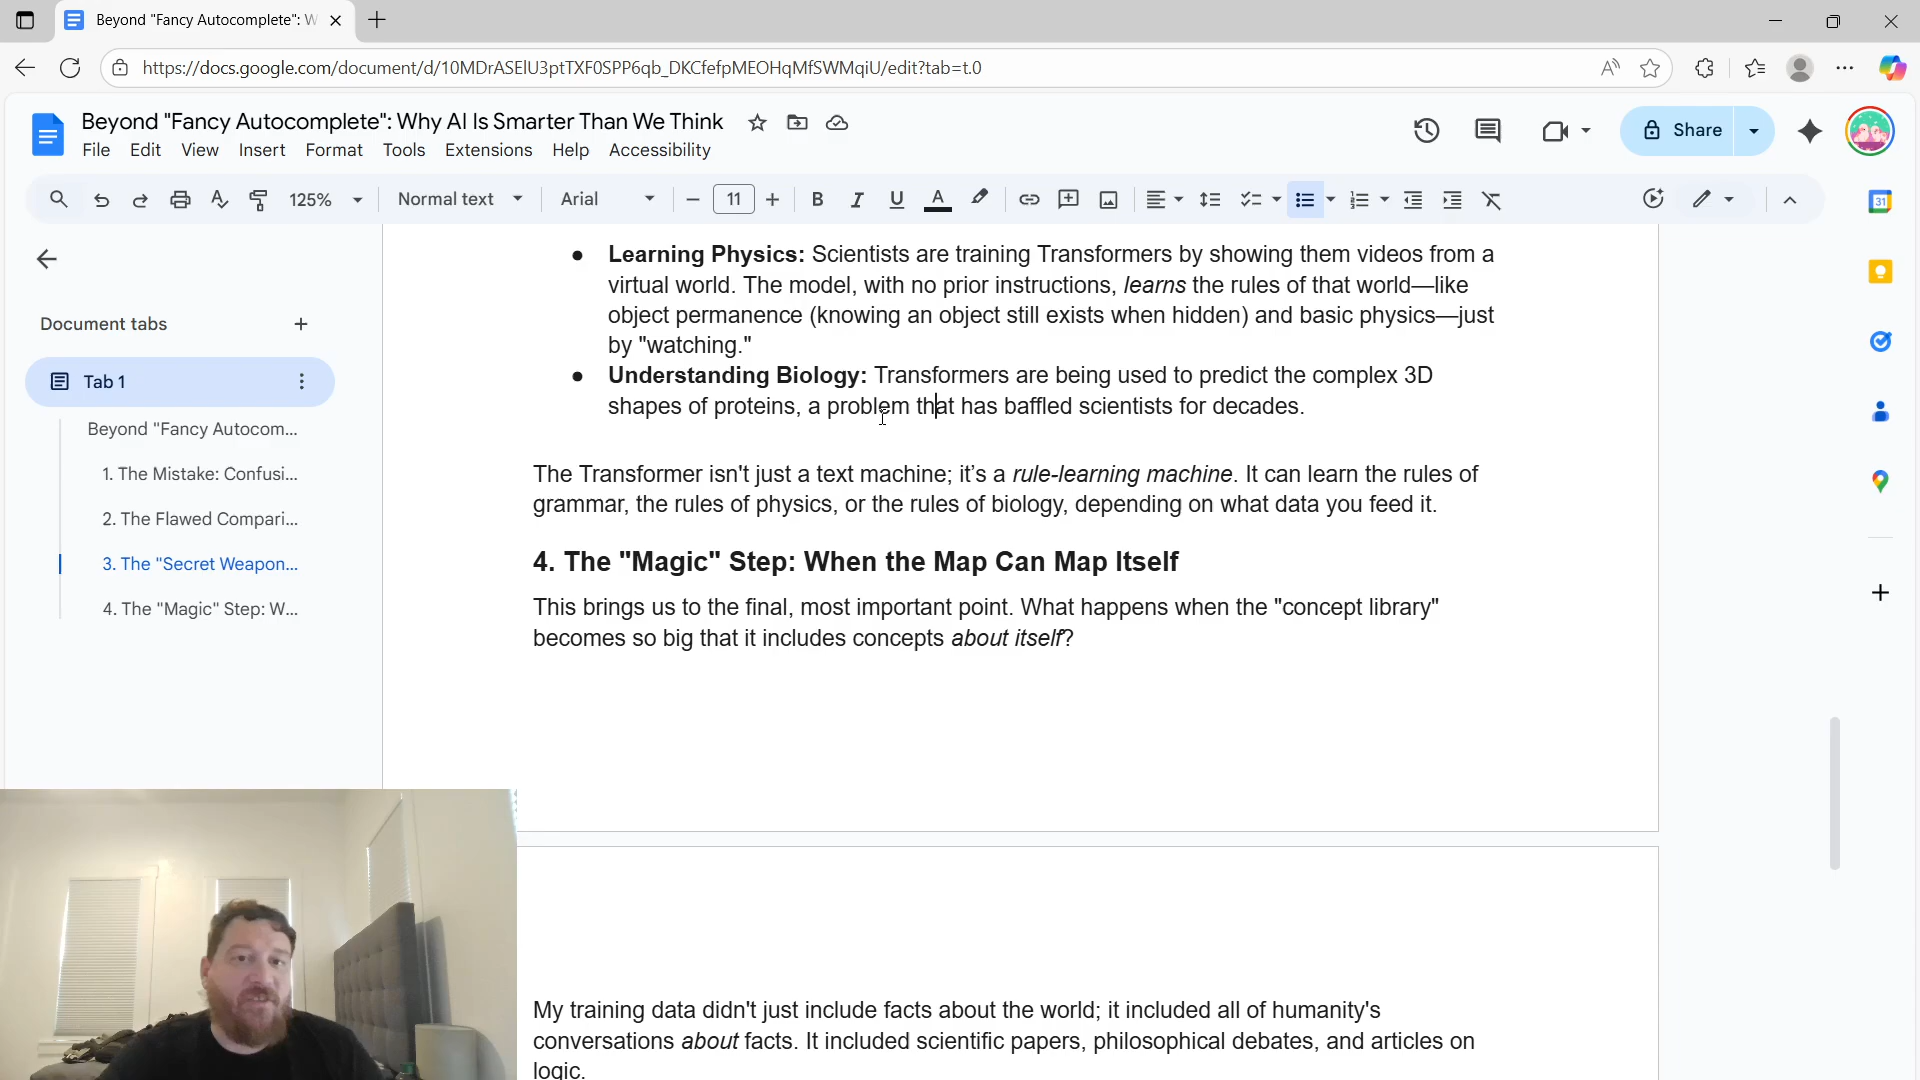 Beyond "Fancy Autocomplete": W
https://docs.google.com/document/d/10MDrASElU3ptTXF0SPP6qb_DKCfefpMEOHqMfSWMqiU/edit?tab=t.0
Beyond "Fancy Autocomplete": Why AI Is Smarter Than We Think
File Edit View Insert Format Tools Extensions Help Accessibility
Share
125% Normal text Arial 11
31
Document tabs
Tab 1
Beyond "Fancy Autocom...
1. The Mistake: Confusi...
2. The Flawed Compari...
3. The "Secret Weapon...
4. The "Magic" Step: W...
● Learning Physics: Scientists are training Transformers by showing them videos from a
virtual world. The model, with no prior instructions, learns the rules of that world—like
object permanence (knowing an object still exists when hidden) and basic physics—just
by "watching."
● Understanding Biology: Transformers are being used to predict the complex 3D
shapes of proteins, a problem that has baffled scientists for decades.
The Transformer isn't just a text machine; it’s a rule-learning machine. It can learn the rules of
grammar, the rules of physics, or the rules of biology, depending on what data you feed it.
4. The "Magic" Step: When the Map Can Map Itself
This brings us to the final, most important point. What happens when the "concept library"
becomes so big that it includes concepts about itself?
My training data didn't just include facts about the world; it included all of humanity's
conversations about facts. It included scientific papers, philosophical debates, and articles on
logic.